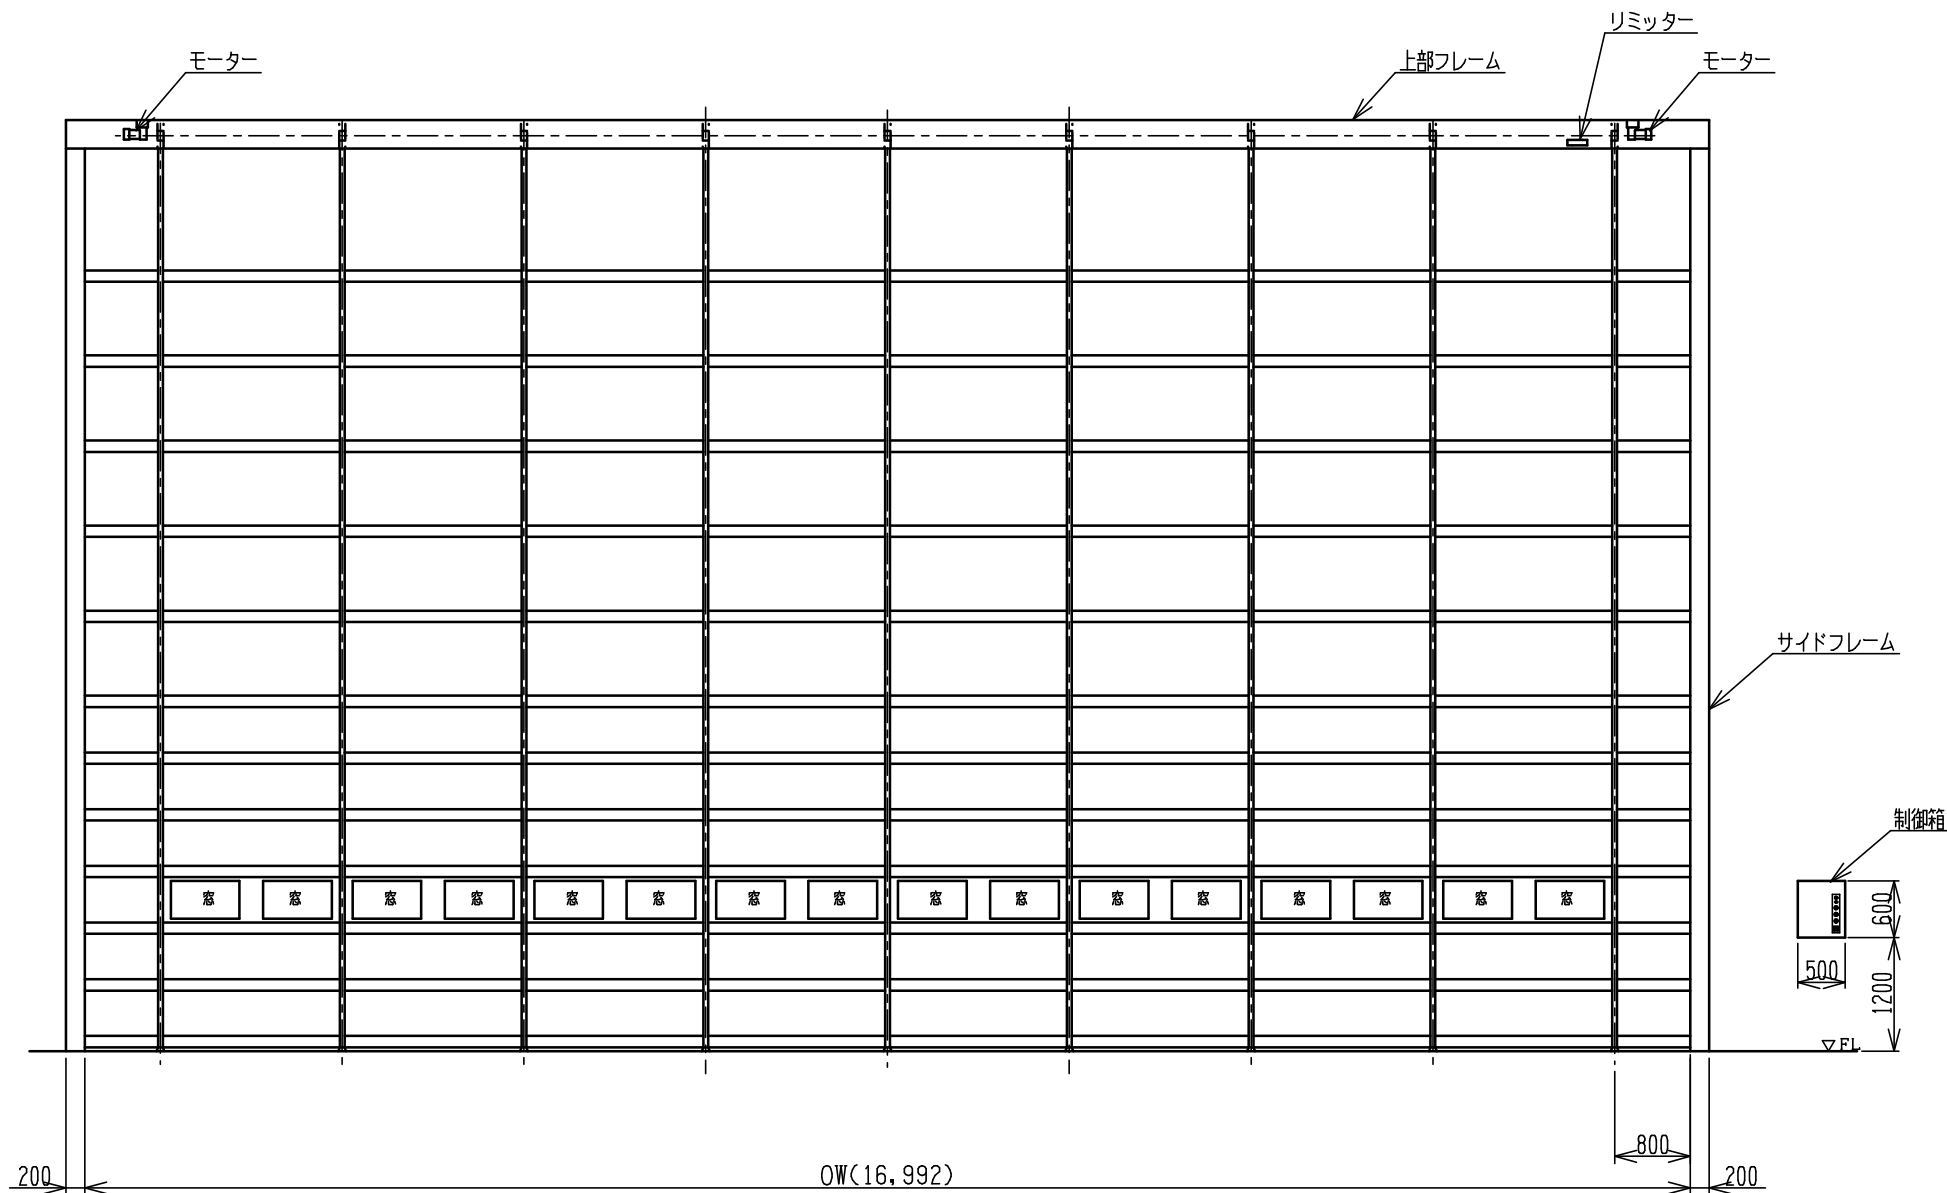 リミッター
モーター
上部フレーム
モーター
サイドフレーム
制御箱
窓 窓 窓 窓 窓 窓 窓 窓 窓 窓 窓 窓 窓 窓 窓 窓
600
500
1200
FL
800
200
OW(16,992)
200